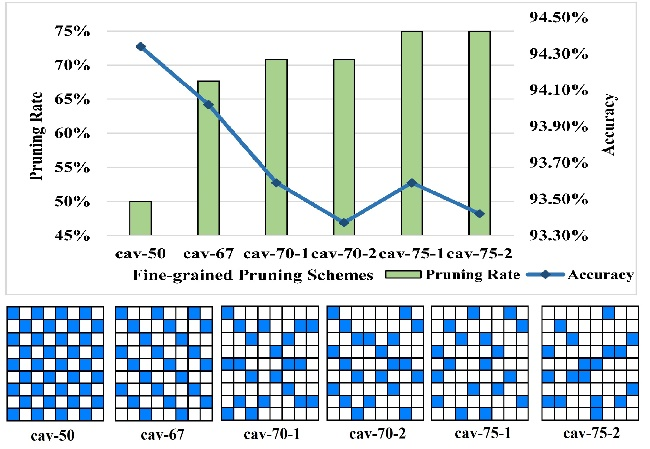 75%
70%
65%
60%
55%
50%
45%
Pruning Rate
94.50%
94.30%
94.10%
93.90%
93.70%
93.50%
93.30%
Accuracy
cav-50 cav-67 cav-70-1 cav-70-2 cav-75-1 cav-75-2
Fine-grained Pruning Schemes Pruning Rate Accuracy
cav-50 cav-67 cav-70-1 cav-70-2 cav-75-1 cav-75-2